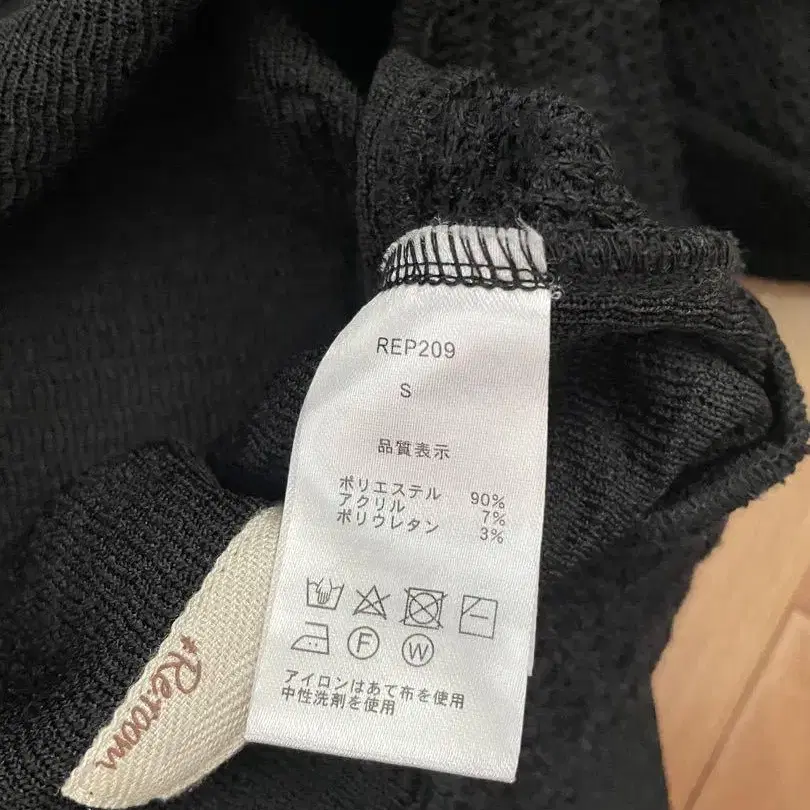 REP209
S
品質表示
ポリエステル 90%
アクリル 7%
ポリウレタン 3%
F W
アイロンはあて布を使用
中性洗剤を使用
Re:room